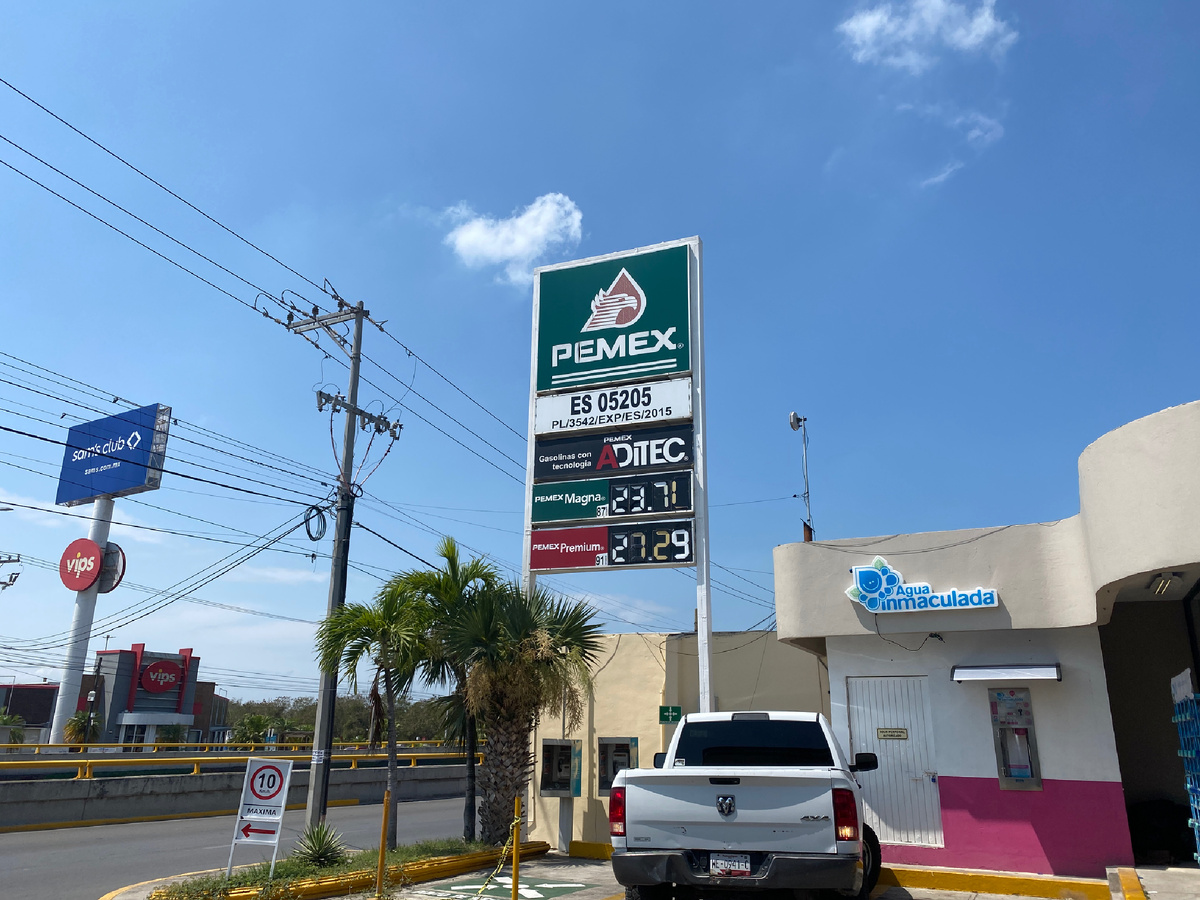 PEMEX®
ES 05205
PL/3542/EXP/ES/2015
PEMEX
Gasolinas con
tecnología
ADITEC®
PEMEX Magna®
87
23.71
PEMEX Premium®
91
27.29
sam's club
sams.com.mx
vips
vips
10
MAXIMA
Agua
inmaculada
4X4